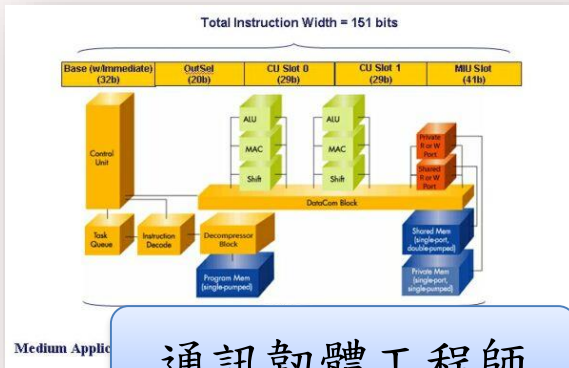 Total Instruction Width = 151 bits
Base (w/Immediate)
(32b)
OutSel
(20b)
CU Slot 0
(29b)
CU Slot 1
(29b)
MIU Slot
(41b)
Control
Unit
ALU
MAC
Shift
ALU
MAC
Shift
Private
R or W
Port
Shared
R or W
Port
DataCom Block
Task
Queue
Instruction
Decode
Decompressor
Block
Program Mem
(single-pumped)
Shared Mem
(single-port,
double-pumped)
Private Mem
(single-port,
single-pumped)
Medium Applic
通訊韌體工程師